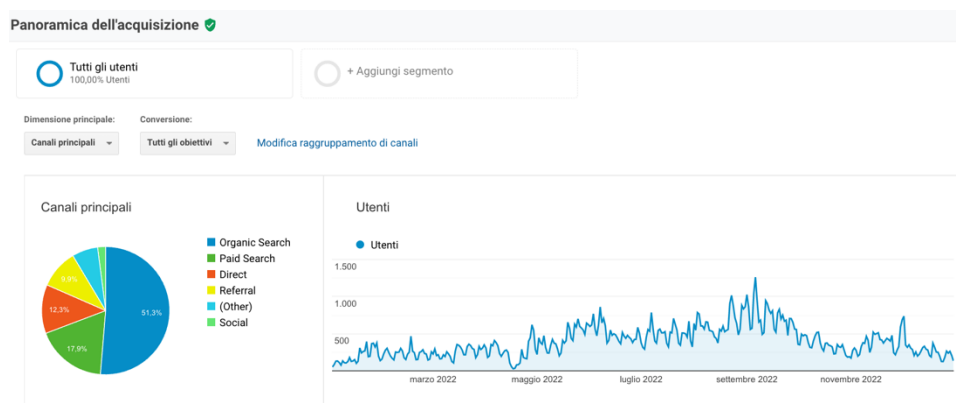 Panoramica dell'acquisizione
Tutti gli utenti
100,00% Utenti
+ Aggiungi segmento
Dimensione principale:
Conversione:
Canali principali
Tutti gli obiettivi
Modifica raggruppamento di canali
Canali principali
Organic Search
Paid Search
Direct
Referral
(Other)
Social
51,3%
17,9%
12,3%
9,9%
Utenti
Utenti
1.500
1.000
500
marzo 2022
maggio 2022
luglio 2022
settembre 2022
novembre 2022